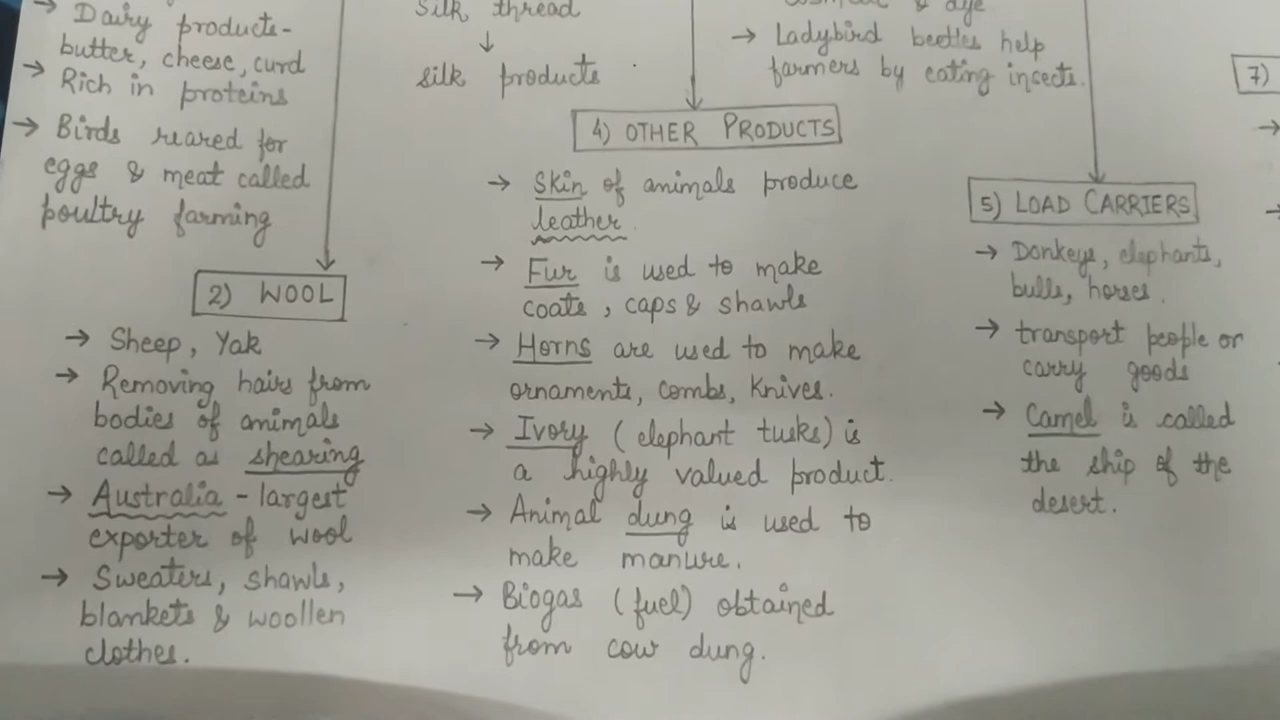 → Dairy products-
butter, cheese, curd
→ Rich in proteins
→ Birds reared for
eggs & meat called
poultry farming
2) WOOL
→ Sheep, Yak
→ Removing hairs from
bodies of animals
called as shearing
→ Australia - largest
exporter of wool
→ Sweaters, shawls,
blankets & woollen
clothes.
silk thread
↓
silk products
& dye
→ Ladybird beetles help
farmers by eating insects.
4) OTHER PRODUCTS
→ Skin of animals produce
leather.
→ Fur is used to make
coats, caps & shawls
→ Horns are used to make
ornaments, combs, knives.
→ Ivory (elephant tusks) is
a highly valued product.
→ Animal dung is used to
make manure.
→ Biogas (fuel) obtained
from cow dung.
5) LOAD CARRIERS
→ Donkeys, elephants,
bulls, horses.
→ transport people or
carry goods
→ Camel is called
the ship of the
desert.
7)
→
→